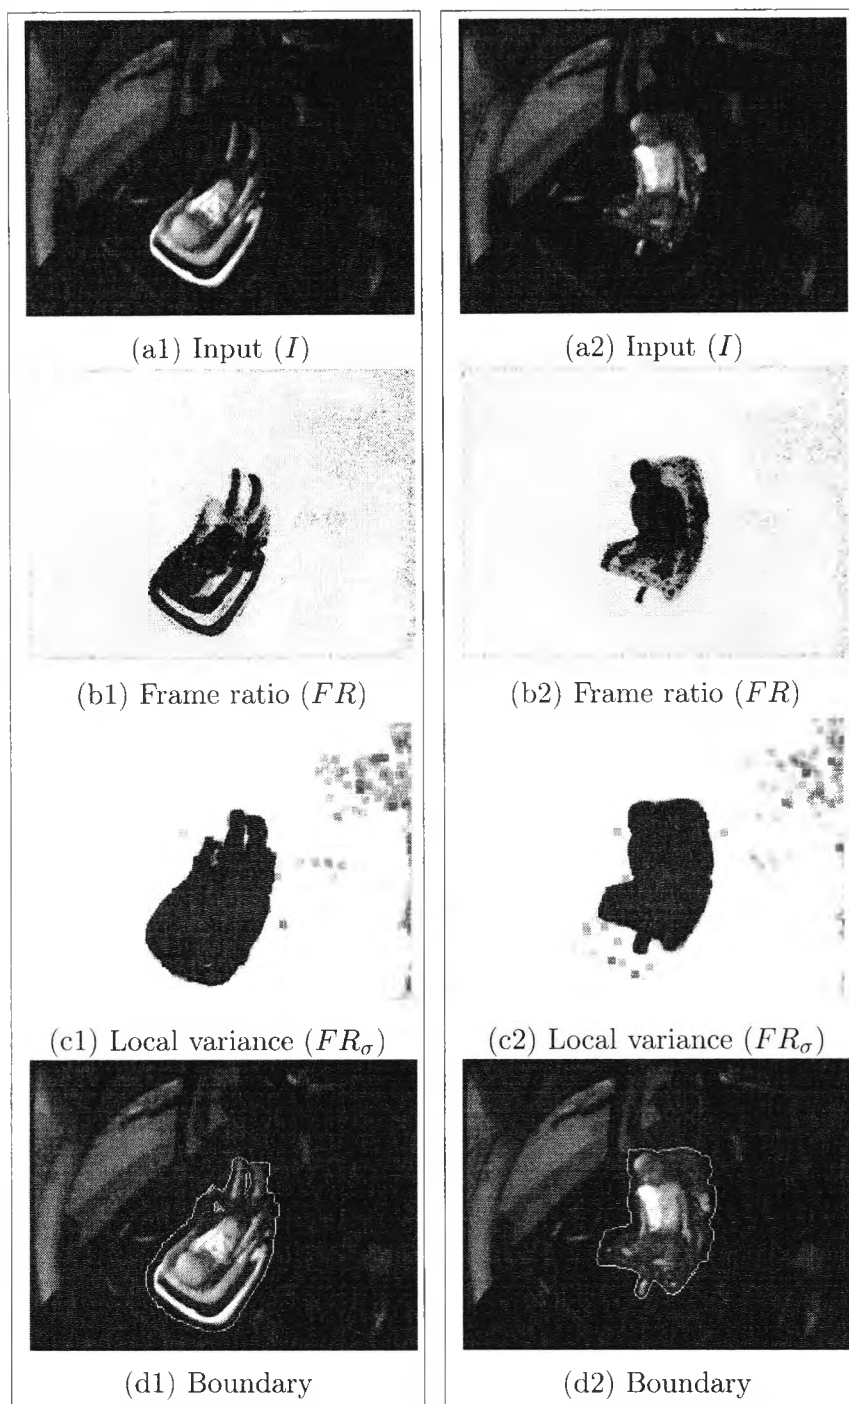 (a1) Input (I)
(a2) Input (I)
(b1) Frame ratio (FR)
(b2) Frame ratio (FR)
(c1) Local variance (FRσ)
(c2) Local variance (FRσ)
(d1) Boundary
(d2) Boundary